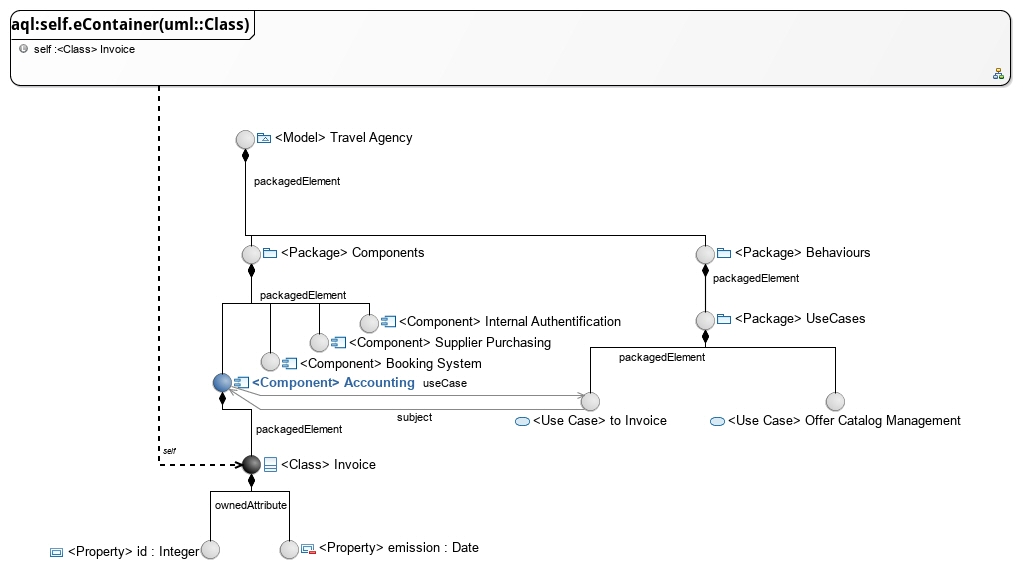 aql:self.eContainer(uml::Class)
self :<Class> Invoice
<Model> Travel Agency
packagedElement
<Package> Components
<Package> Behaviours
packagedElement
packagedElement
<Component> Internal Authentification
<Package> UseCases
<Component> Supplier Purchasing
packagedElement
<Component> Booking System
<Component> Accounting
useCase
subject
<Use Case> to Invoice
<Use Case> Offer Catalog Management
packagedElement
self
<Class> Invoice
ownedAttribute
<Property> id : Integer
<Property> emission : Date